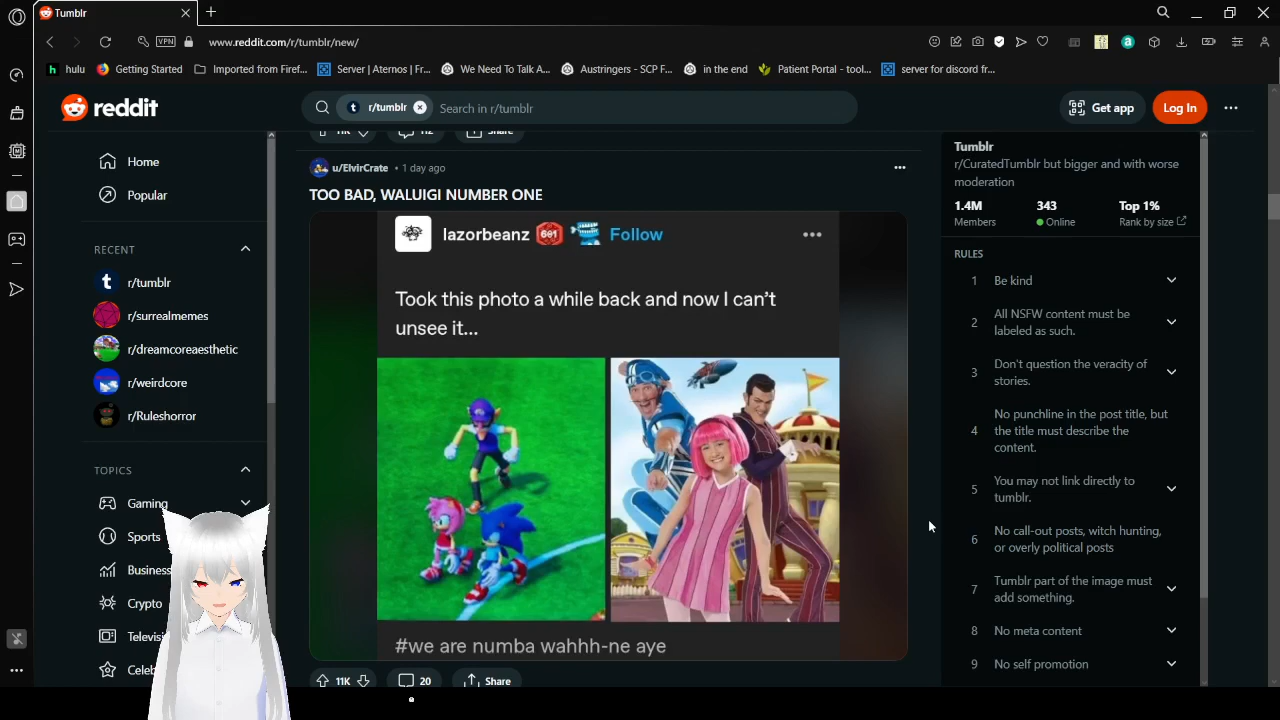 Tumblr
VPN
www.reddit.com/r/tumblr/new/
hulu
Getting Started
Imported from Firef...
Server | Aternos | Fr...
We Need To Talk A...
Austringers - SCP F...
in the end
Patient Portal - tool...
server for discord fr...
reddit
r/tumblr
Search in r/tumblr
Get app
Log In
Home
Popular
RECENT
r/tumblr
r/surrealmemes
r/dreamcoreaesthetic
r/weirdcore
r/Ruleshorror
TOPICS
Gaming
Sports
Business
Crypto
Televisi
Celeb
Share
u/ElvirCrate • 1 day ago
TOO BAD, WALUIGI NUMBER ONE
lazorbeanz Follow
Took this photo a while back and now I can't
unsee it...
#we are numba wahhh-ne aye
11K 20 Share
Tumblr
r/CuratedTumblr but bigger and with worse
moderation
1.4M 343 Top 1%
Members Online Rank by size
RULES
1 Be kind
2 All NSFW content must be
labeled as such.
3 Don't question the veracity of
stories.
4 No punchline in the post title, but
the title must describe the
content.
5 You may not link directly to
tumblr.
6 No call-out posts, witch hunting,
or overly political posts
7 Tumblr part of the image must
add something.
8 No meta content
9 No self promotion